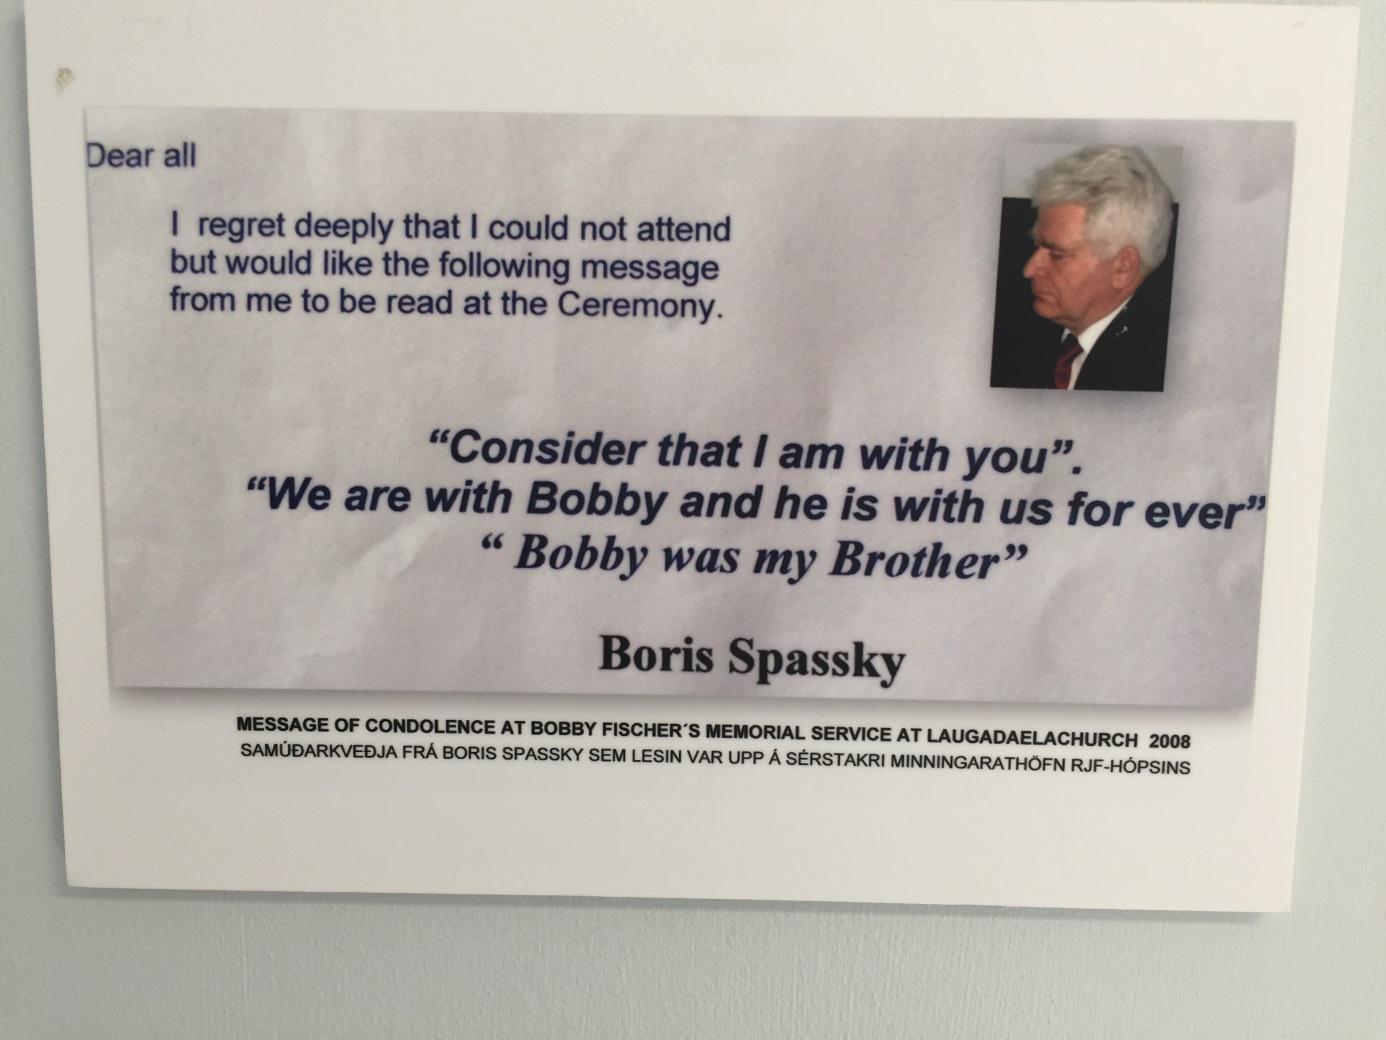 Dear all
I regret deeply that I could not attend
but would like the following message
from me to be read at the Ceremony.
“Consider that I am with you”.
“We are with Bobby and he is with us for ever”
“ Bobby was my Brother”
Boris Spassky
MESSAGE OF CONDOLENCE AT BOBBY FISCHER´S MEMORIAL SERVICE AT LAUGADAELACHURCH 2008
SAMÚÐARKVEÐJA FRÁ BORIS SPASSKY SEM LESIN VAR UPP Á SÉRSTAKRI MINNINGARATHÖFN RJF-HÓPSINS